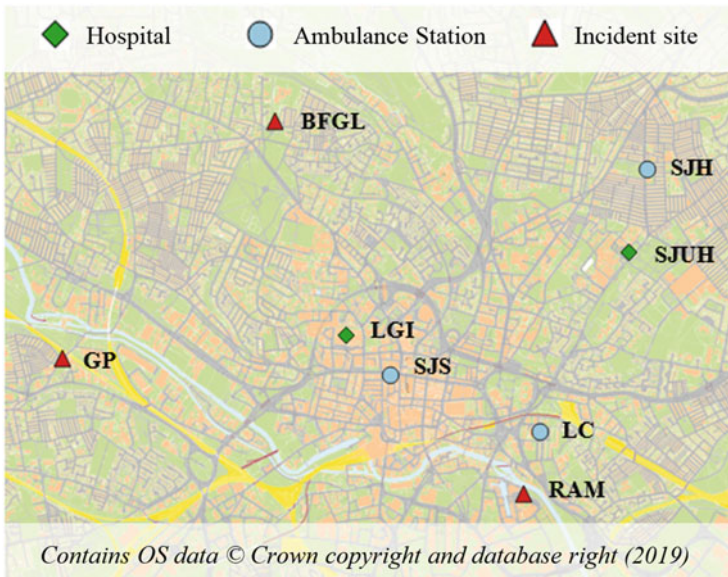 Hospital Ambulance Station Incident site
BFGL
SJH
SJUH
LGI
GP
SJS
LC
RAM
Contains OS data © Crown copyright and database right (2019)